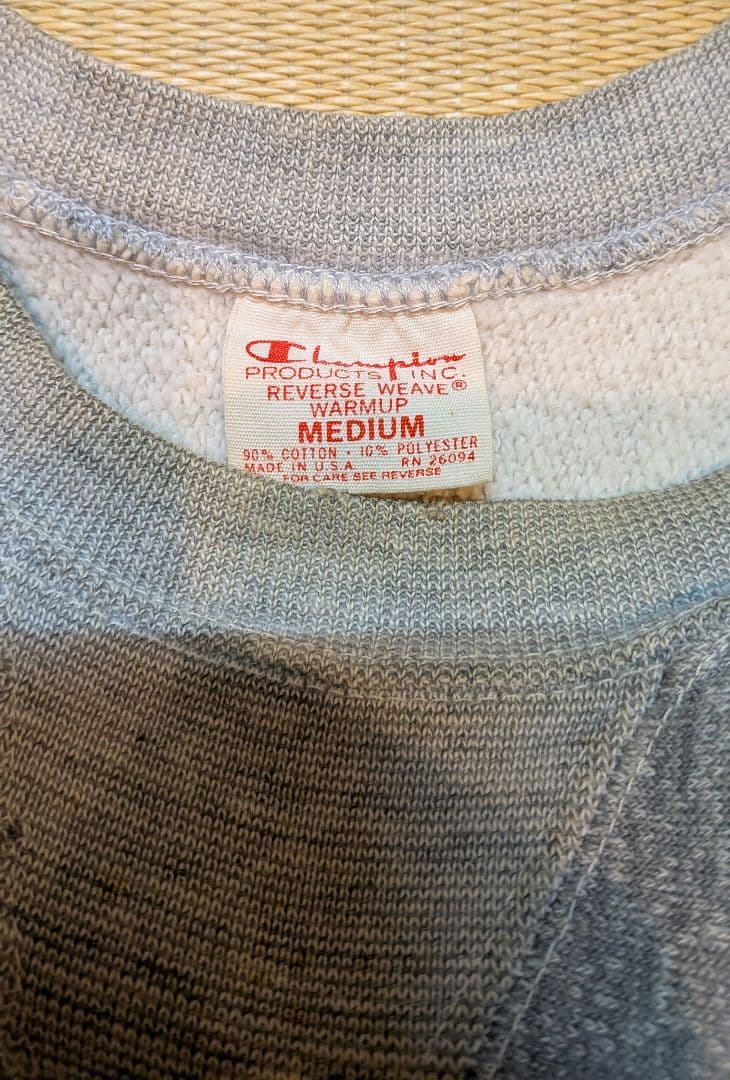 Champion
PRODUCTS INC.
REVERSE WEAVE®
WARMUP
MEDIUM
90% COTTON · 10% POLYESTER
MADE IN U.S.A RN 26094
FOR CARE SEE REVERSE